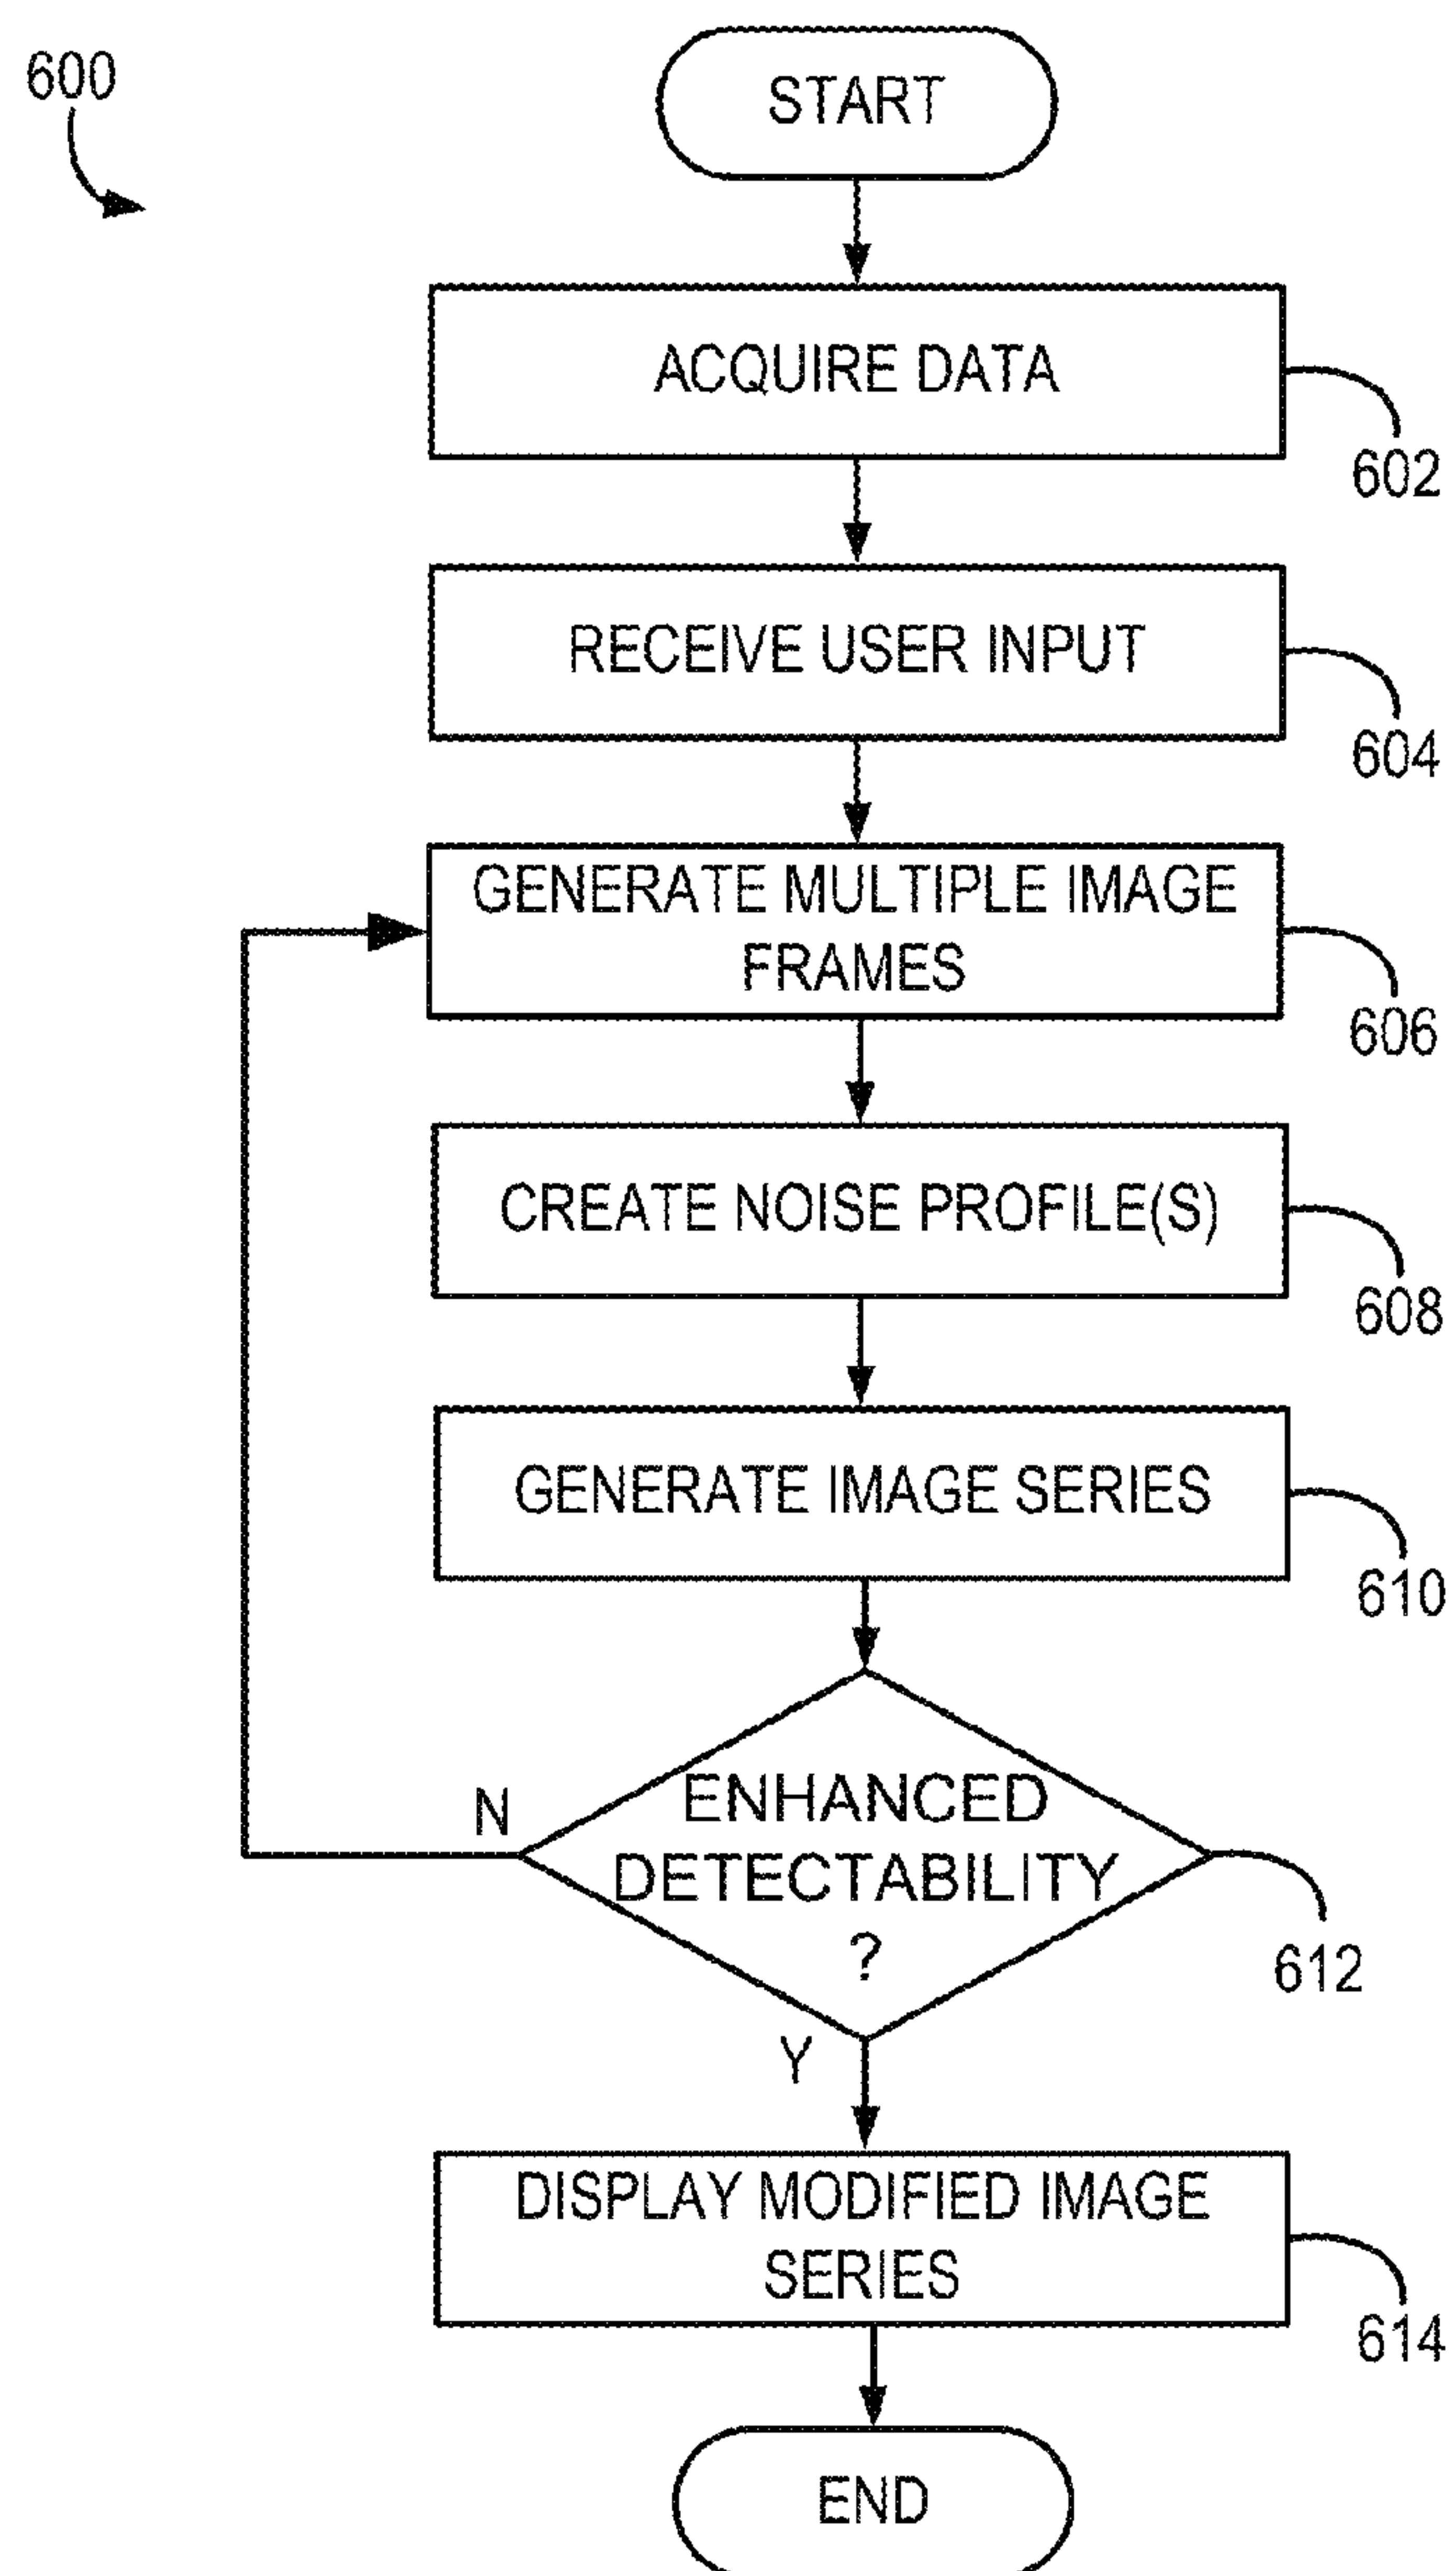 600
START
ACQUIRE DATA
602
RECEIVE USER INPUT
604
GENERATE MULTIPLE IMAGE
FRAMES
606
CREATE NOISE PROFILE(S)
608
GENERATE IMAGE SERIES
610
ENHANCED
DETECTABILITY
?
N
612
Y
DISPLAY MODIFIED IMAGE
SERIES
614
END